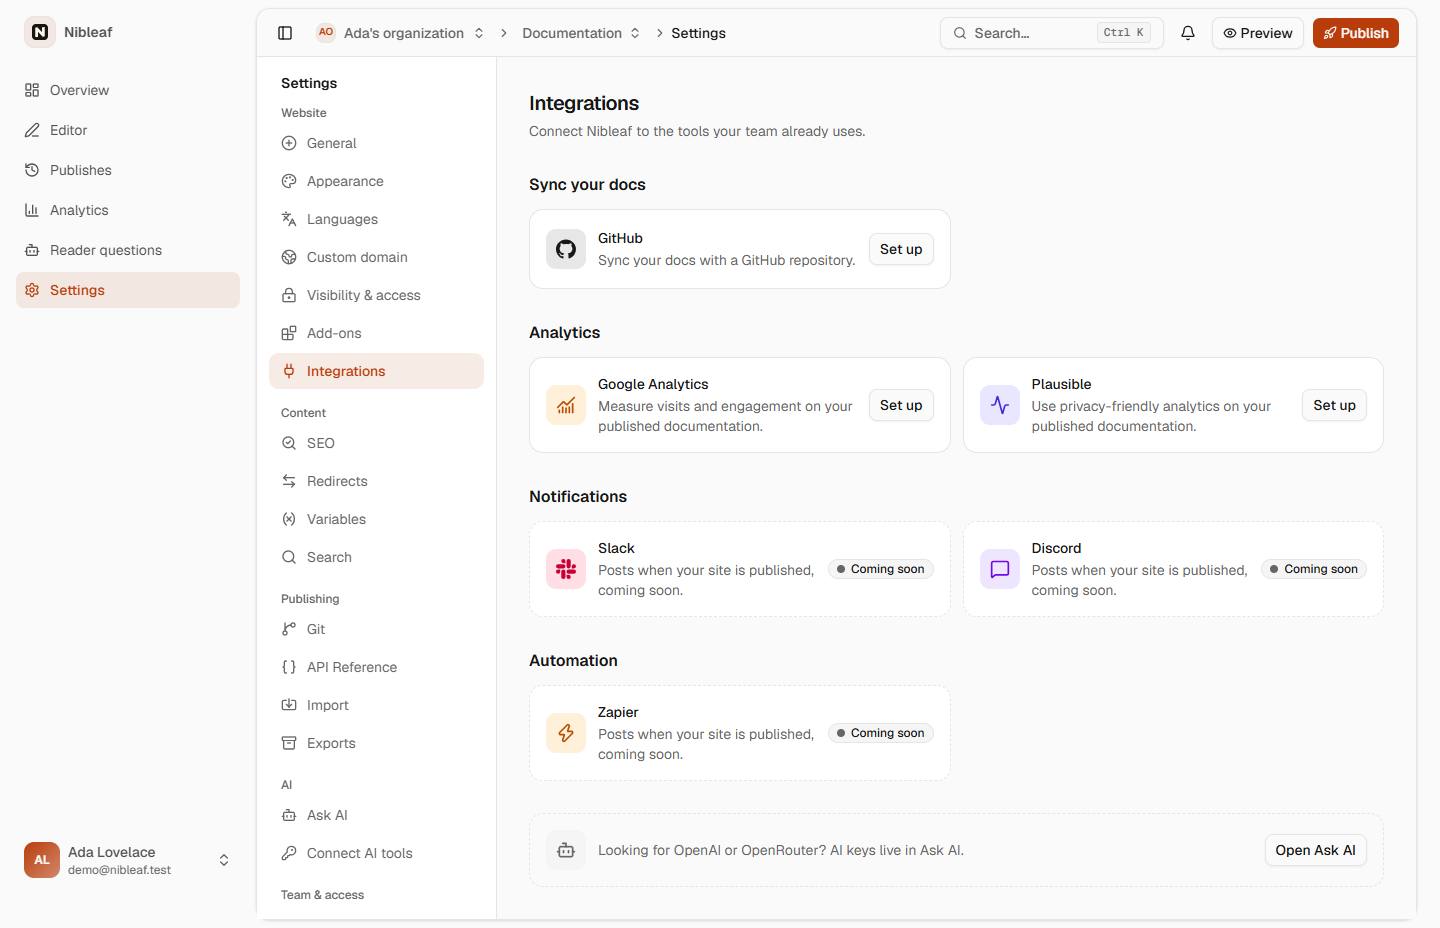 Nibleaf
Overview
Editor
Publishes
Analytics
Reader questions
Settings
AL
Ada Lovelace
demo@nibleaf.test
AO
Ada's organization
Documentation
Settings
Search...
Ctrl K
Preview
Publish
Settings
Website
General
Appearance
Languages
Custom domain
Visibility & access
Add-ons
Integrations
Content
SEO
Redirects
Variables
Search
Publishing
Git
API Reference
Import
Exports
AI
Ask AI
Connect AI tools
Team & access
Integrations
Connect Nibleaf to the tools your team already uses.
Sync your docs
GitHub
Sync your docs with a GitHub repository.
Set up
Analytics
Google Analytics
Measure visits and engagement on your
published documentation.
Set up
Plausible
Use privacy-friendly analytics on your
published documentation.
Set up
Notifications
Slack
Posts when your site is published,
coming soon.
Coming soon
Discord
Posts when your site is published,
coming soon.
Coming soon
Automation
Zapier
Posts when your site is published,
coming soon.
Coming soon
Looking for OpenAI or OpenRouter? AI keys live in Ask AI.
Open Ask AI